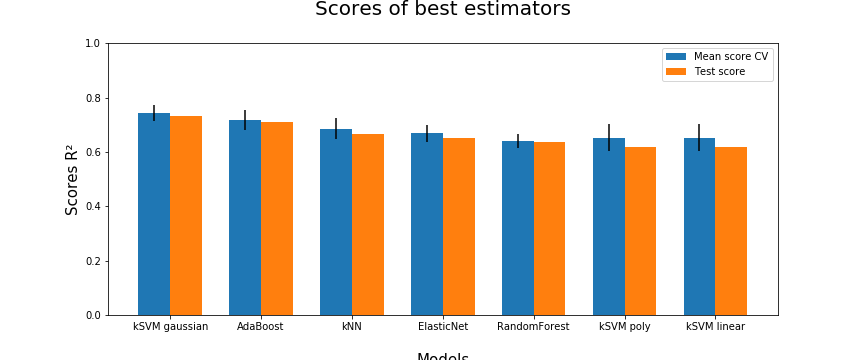 Scores of best estimators
Mean score CV
Test score
Scores R²
1.0
0.8
0.6
0.4
0.2
0.0
kSVM gaussian AdaBoost kNN ElasticNet RandomForest kSVM poly kSVM linear
Models